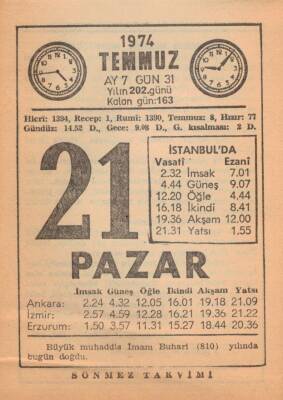 1974
TEMMUZ
AY 7 GÜN 31
Yılın 202.günü
Kalan gün:163
Hicri: 1394, Recep: 1, Rumi: 1390, Temmuz: 8, Hızır: 77
Gündüz: 14.52 D., Gece: 9.08 D., G. kısalması: 2 D.
21
İSTANBUL'DA
Vasatî Ezanî
2.32 İmsak 7.01
4.44 Güneş 9.07
12.20 Öğle 4.44
16.18 İkindi 8.41
19.36 Akşam 12.00
21.31 Yatsı 1.55
PAZAR
İmsak Güneş Öğle İkindi Akşam Yatsı
Ankara: 2.24 4.32 12.05 16.01 19.18 21.09
İzmir: 2.57 4.59 12.28 16.21 19.36 21.22
Erzurum: 1.50 3.57 11.31 15.27 18.44 20.36
Büyük muhaddis İmam Buhari (810) yılında
bugün doğdu.
SÖNMEZ TAKVİMİ